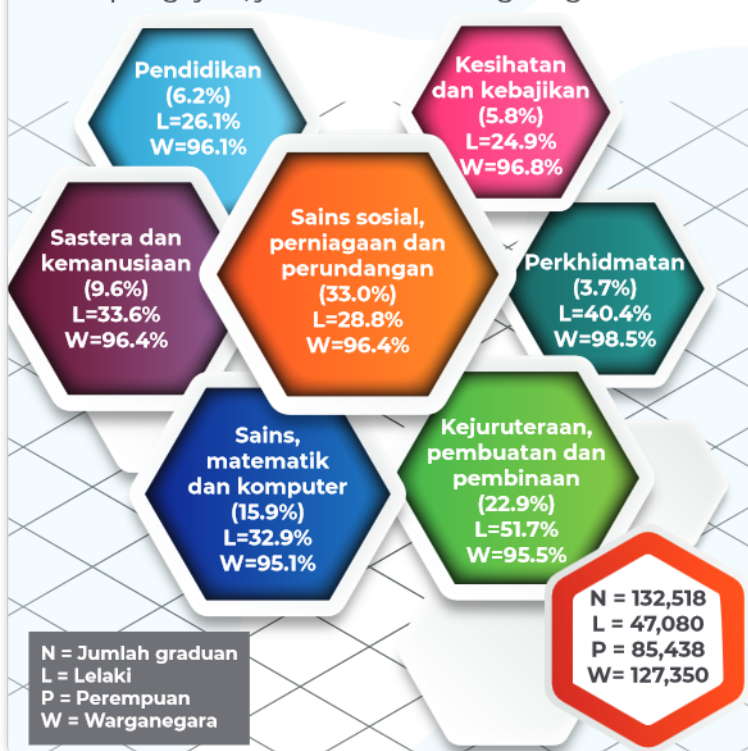 Pendidikan
(6.2%)
L=26.1%
W=96.1%
Kesihatan
dan kebajikan
(5.8%)
L=24.9%
W=96.8%
Sastera dan
kemanusiaan
(9.6%)
L=33.6%
W=96.4%
Sains sosial,
perniagaan dan
perundangan
(33.0%)
L=28.8%
W=96.4%
Perkhidmatan
(3.7%)
L=40.4%
W=98.5%
Sains,
matematik
dan komputer
(15.9%)
L=32.9%
W=95.1%
Kejuruteraan,
pembuatan dan
pembinaan
(22.9%)
L=51.7%
W=95.5%
N = 132,518
L = 47,080
P = 85,438
W= 127,350
N = Jumlah graduan
L = Lelaki
P = Perempuan
W = Warganegara